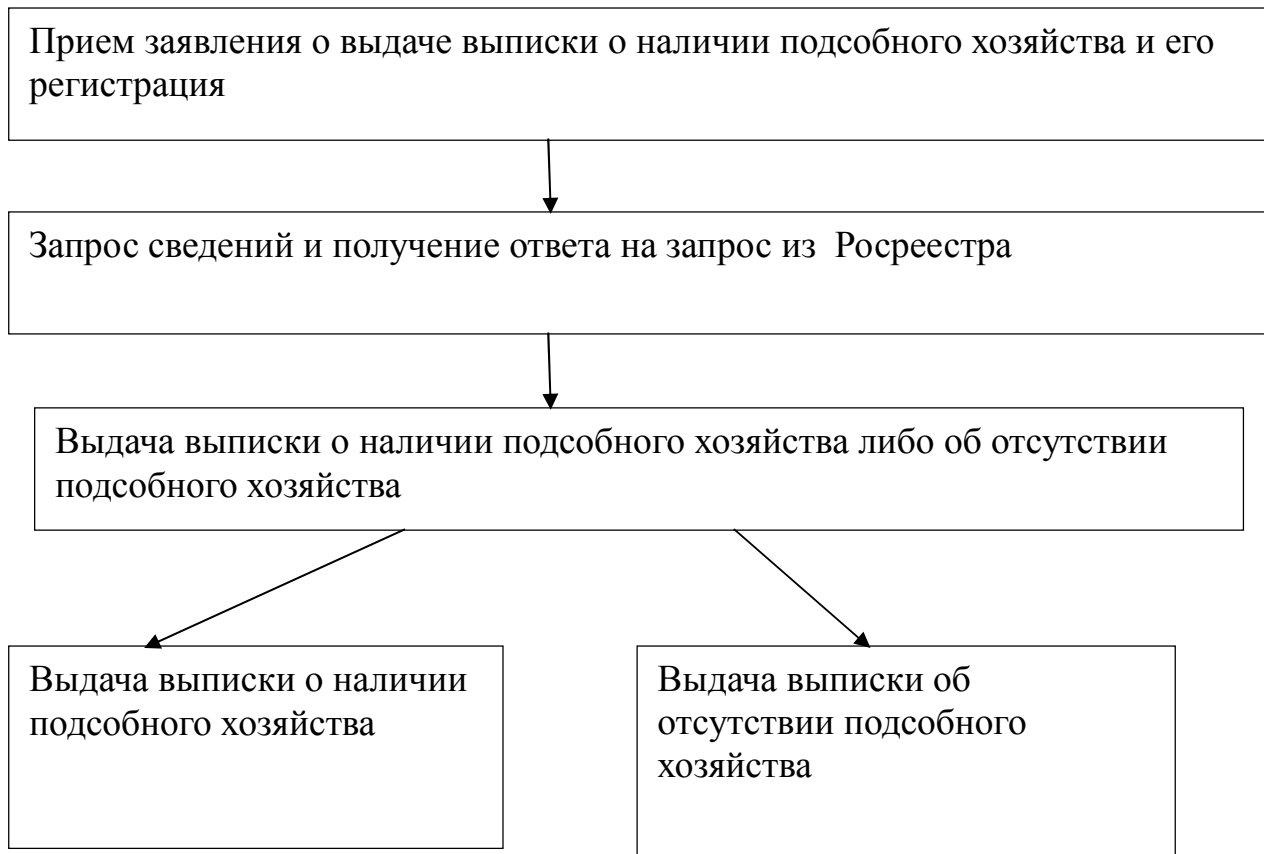 Прием заявления о выдаче выписки о наличии подсобного хозяйства и его
регистрация
Запрос сведений и получение ответа на запрос из  Росреестра
Выдача выписки о наличии подсобного хозяйства либо об отсутствии
подсобного хозяйства
Выдача выписки о наличии
подсобного хозяйства
Выдача выписки об
отсутствии подсобного
хозяйства